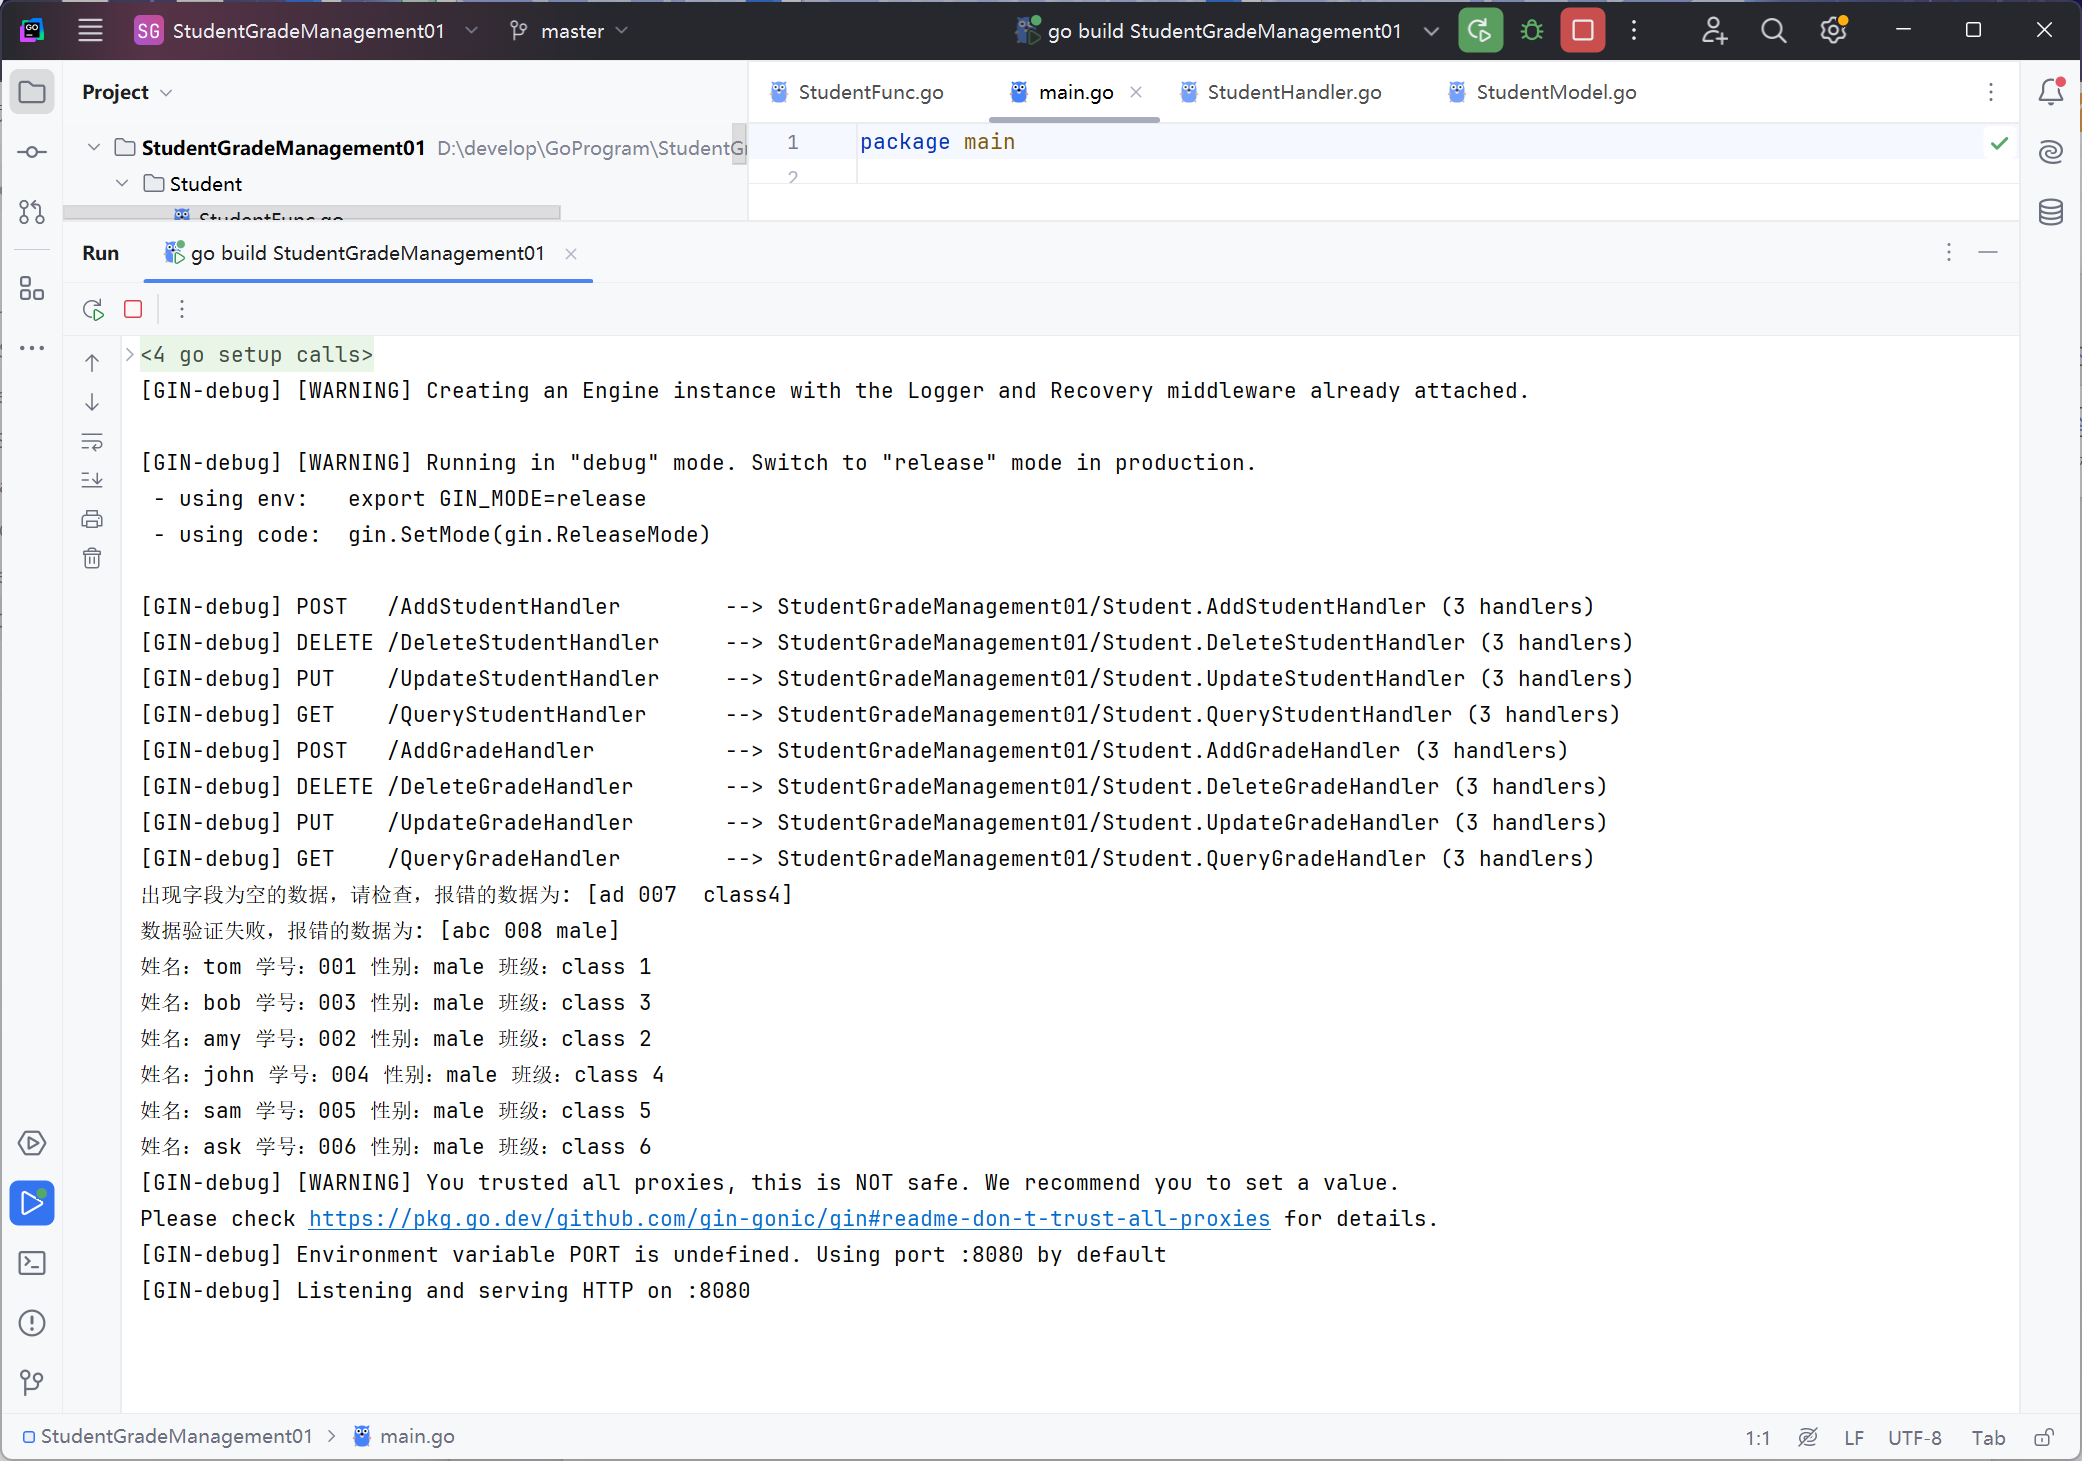 SG StudentGradeManagement01 master go build StudentGradeManagement01
Project
StudentFunc.go main.go StudentHandler.go StudentModel.go
StudentGradeManagement01 D:\develop\GoProgram\StudentGr
1 package main
Student
2
StudentFunc.go
Run go build StudentGradeManagement01
<4 go setup calls>
[GIN-debug] [WARNING] Creating an Engine instance with the Logger and Recovery middleware already attached.
[GIN-debug] [WARNING] Running in "debug" mode. Switch to "release" mode in production.
- using env: export GIN_MODE=release
- using code: gin.SetMode(gin.ReleaseMode)
[GIN-debug] POST /AddStudentHandler --> StudentGradeManagement01/Student.AddStudentHandler (3 handlers)
[GIN-debug] DELETE /DeleteStudentHandler --> StudentGradeManagement01/Student.DeleteStudentHandler (3 handlers)
[GIN-debug] PUT /UpdateStudentHandler --> StudentGradeManagement01/Student.UpdateStudentHandler (3 handlers)
[GIN-debug] GET /QueryStudentHandler --> StudentGradeManagement01/Student.QueryStudentHandler (3 handlers)
[GIN-debug] POST /AddGradeHandler --> StudentGradeManagement01/Student.AddGradeHandler (3 handlers)
[GIN-debug] DELETE /DeleteGradeHandler --> StudentGradeManagement01/Student.DeleteGradeHandler (3 handlers)
[GIN-debug] PUT /UpdateGradeHandler --> StudentGradeManagement01/Student.UpdateGradeHandler (3 handlers)
[GIN-debug] GET /QueryGradeHandler --> StudentGradeManagement01/Student.QueryGradeHandler (3 handlers)
出现字段为空的数据，请检查，报错的数据为: [ad 007  class4]
数据验证失败，报错的数据为: [abc 008 male]
姓名：tom 学号：001 性别：male 班级：class 1
姓名：bob 学号：003 性别：male 班级：class 3
姓名：amy 学号：002 性别：male 班级：class 2
姓名：john 学号：004 性别：male 班级：class 4
姓名：sam 学号：005 性别：male 班级：class 5
姓名：ask 学号：006 性别：male 班级：class 6
[GIN-debug] [WARNING] You trusted all proxies, this is NOT safe. We recommend you to set a value.
Please check https://pkg.go.dev/github.com/gin-gonic/gin#readme-don-t-trust-all-proxies for details.
[GIN-debug] Environment variable PORT is undefined. Using port :8080 by default
[GIN-debug] Listening and serving HTTP on :8080
StudentGradeManagement01 > main.go 1:1 LF UTF-8 Tab